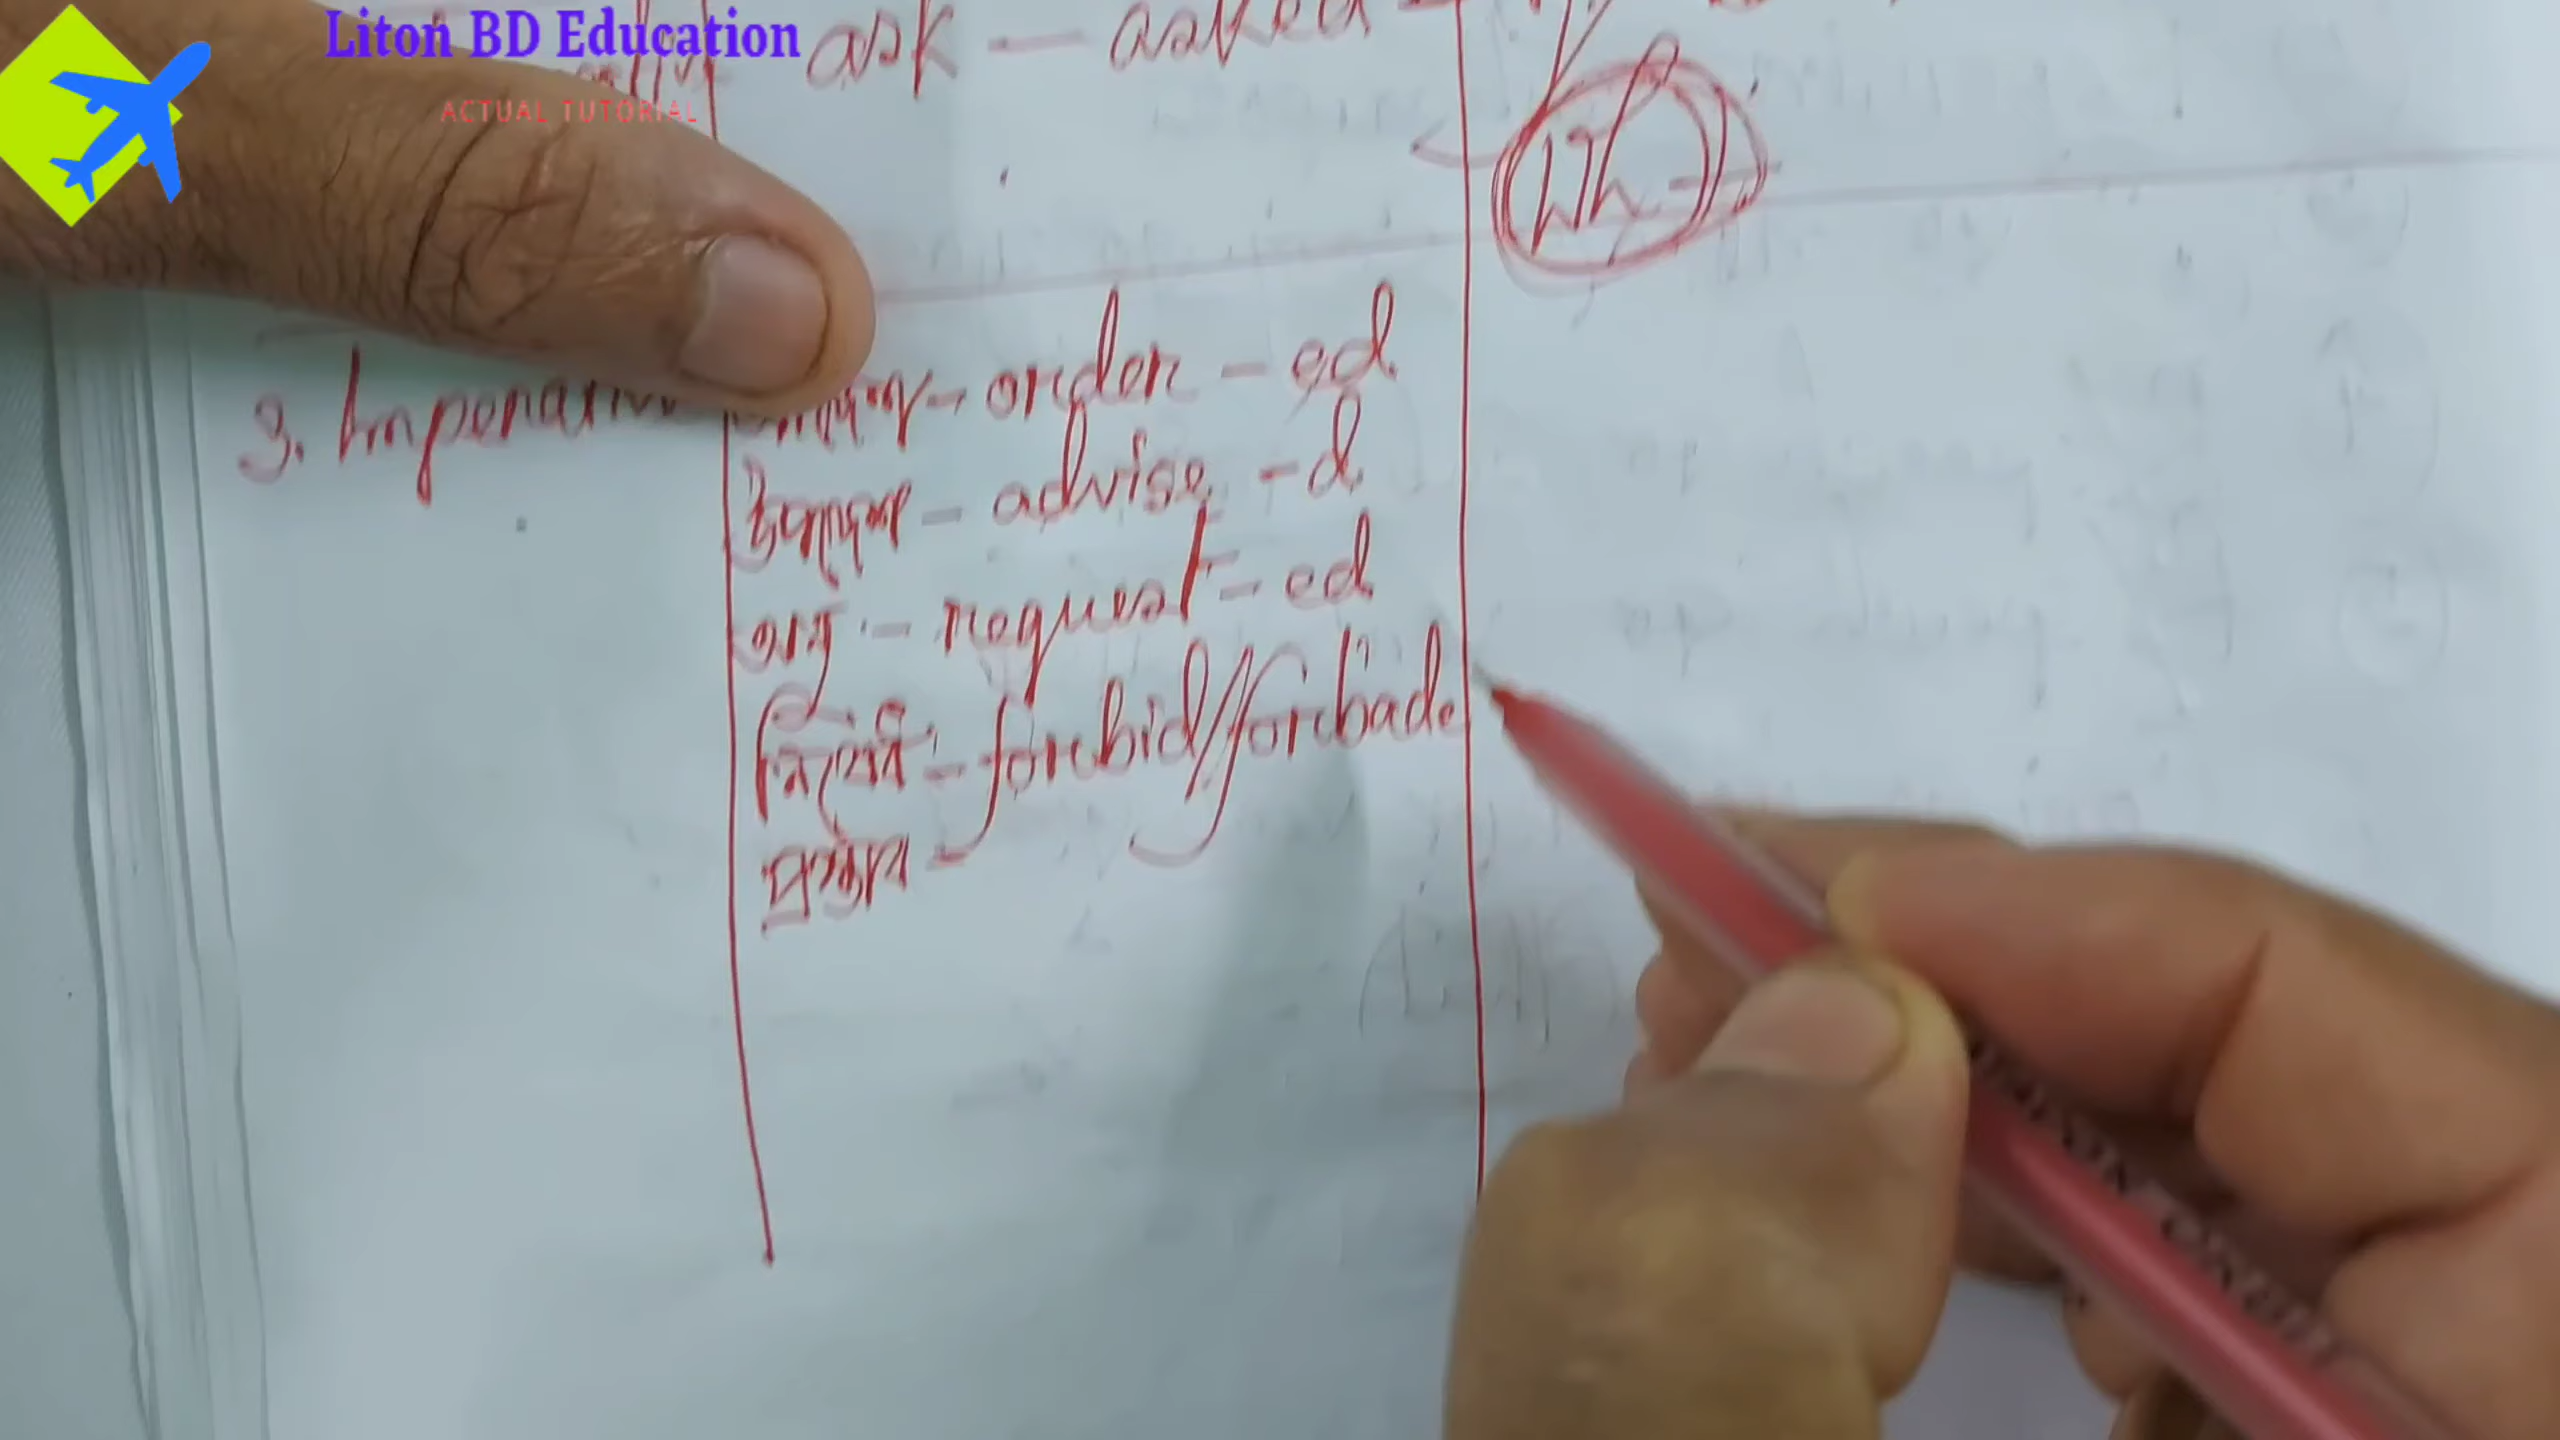 Liton BD Education
ACTUAL TUTORIAL
ask — asked
Wh -
3. Imperative
- order - ed
উপদেশ - advise - d
অনু: - request - ed
নিষেধ - forbid/forbade
প্রস্তাব -